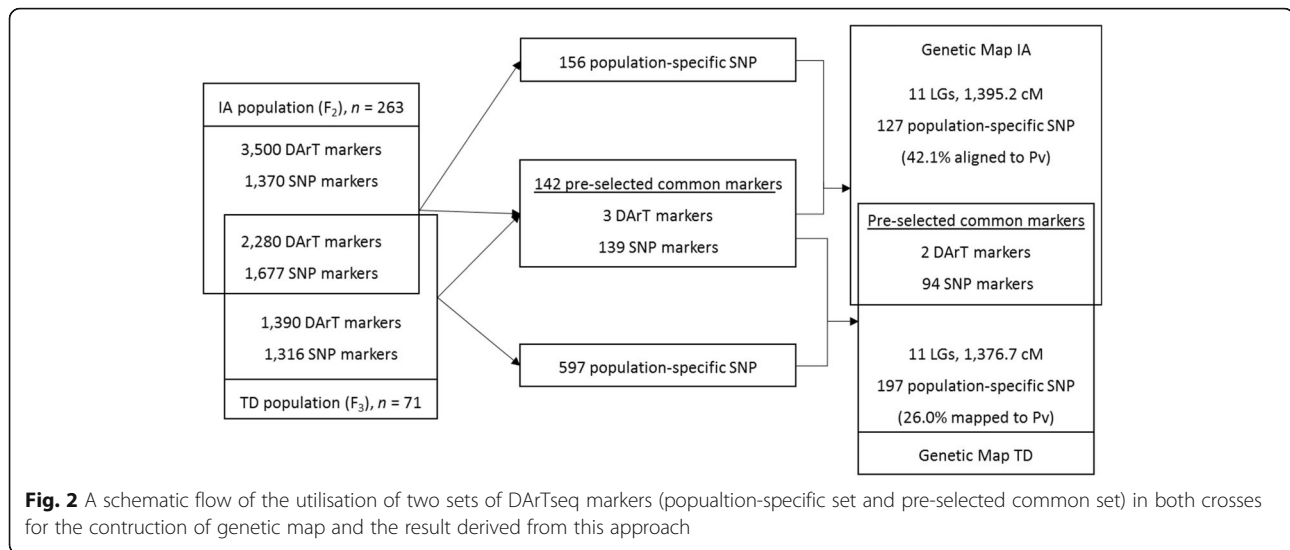 IA population (F2), n = 263
3,500 DArT markers
1,370 SNP markers
2,280 DArT markers
1,677 SNP markers
1,390 DArT markers
1,316 SNP markers
TD population (F3), n = 71
156 population-specific SNP
142 pre-selected common markers
3 DArT markers
139 SNP markers
597 population-specific SNP
Genetic Map IA
11 LGs, 1,395.2 cM
127 population-specific SNP
(42.1% aligned to Pv)
Pre-selected common markers
2 DArT markers
94 SNP markers
11 LGs, 1,376.7 cM
197 population-specific SNP
(26.0% mapped to Pv)
Genetic Map TD
Fig. 2 A schematic flow of the utilisation of two sets of DArTseq markers (popualtion-specific set and pre-selected common set) in both crosses
for the contruction of genetic map and the result derived from this approach